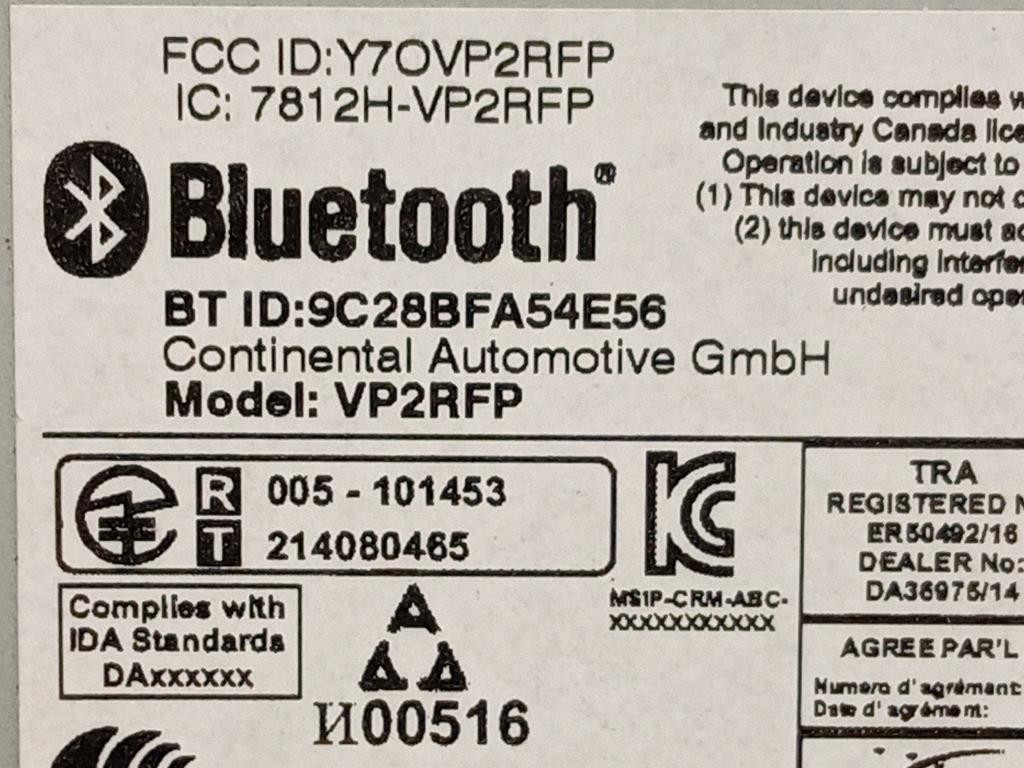 FCC ID:Y7OVP2RFP
IC: 7812H-VP2RFP
Bluetooth®
BT ID:9C28BFA54E56
Continental Automotive GmbH
Model: VP2RFP
This device complies
and Industry Canada
Operation is subject to
(1) This device may not
(2) this device must
including
undesired
R 005 - 101453
T 214080465
KC
MS1P-CRM-ABC-
XXXXXXXXXXX
Complies with
IDA Standards
DAxxxxxx
И00516
TRA
REGISTERED
ER50492/16
DEALER No:
DA36975/14
AGREE PAR'L
Numero d'agrément:
Date d'agrément: